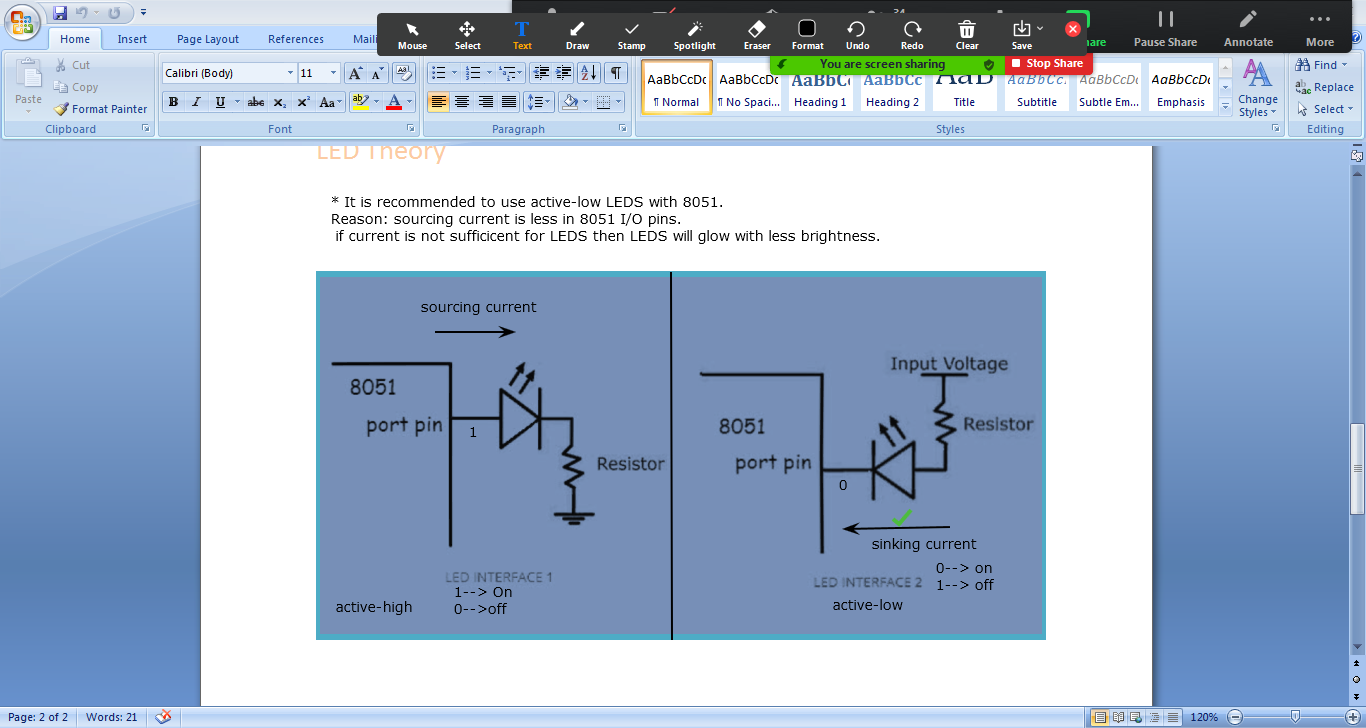 Home Insert Page Layout References Maili
Mouse Select Text Draw Stamp Spotlight Eraser Format Undo Redo Clear Save
Pause Share Annotate More
You are screen sharing Stop Share
Paste
Cut
Copy
Format Painter
Clipboard
Calibri (Body) 11
B I U abc X₂ X² Aa
Font
Paragraph
AaBbCcDc AaBbCcDc AaBbC AaBbCc AaB AaBbCcDc AaBbCcDc AaBbCcDc
¶ Normal ¶ No Spaci... Heading 1 Heading 2 Title Subtitle Subtle Em... Emphasis
Change
Styles
Styles
Find
Replace
Select
Editing
LED Theory
* It is recommended to use active-low LEDS with 8051.
Reason: sourcing current is less in 8051 I/O pins.
if current is not sufficicent for LEDS then LEDS will glow with less brightness.
sourcing current
8051
port pin
1
Resistor
LED INTERFACE 1
1--> On
0-->off
active-high
Input Voltage
Resistor
8051
port pin
0
sinking current
LED INTERFACE 2
0--> on
1--> off
active-low
Page: 2 of 2 Words: 21 120%